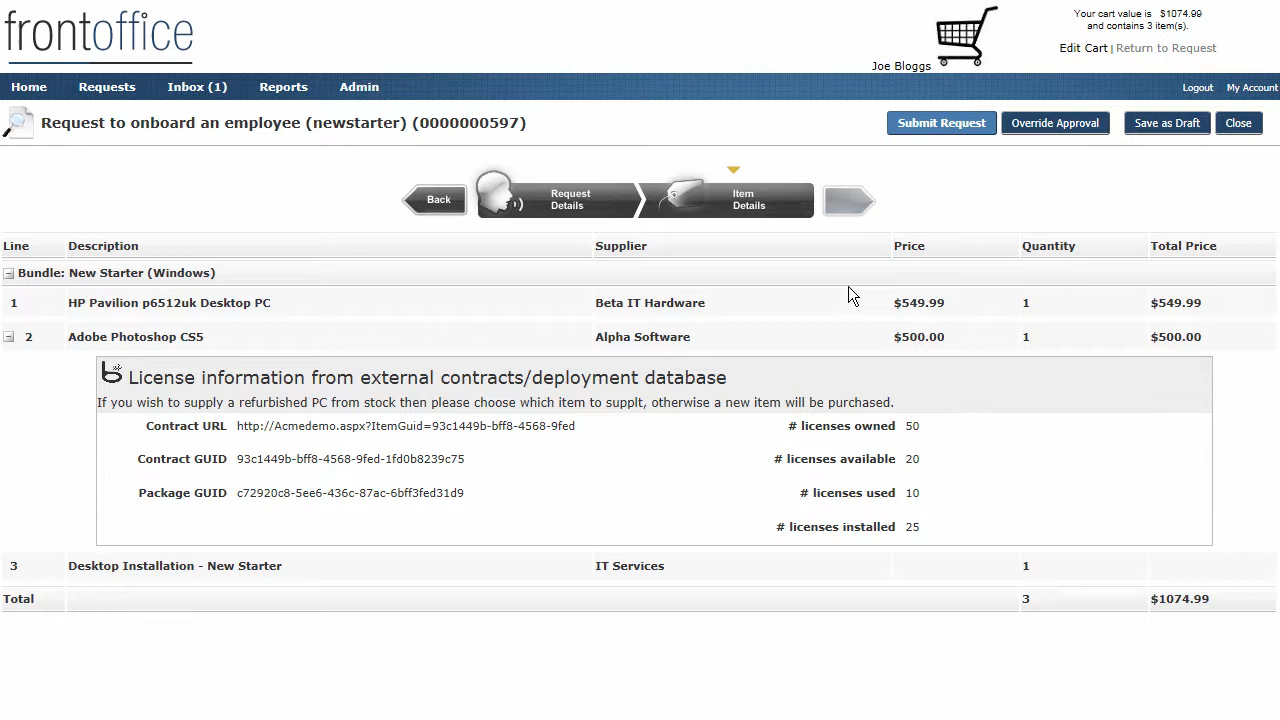 frontoffice
Your cart value is $1074.99
and contains 3 item(s).
Edit Cart | Return to Request
Joe Bloggs
Home Requests Inbox (1) Reports Admin Logout My Account
Request to onboard an employee (newstarter) (0000000597) Submit Request Override Approval Save as Draft Close
Back Request Details Item Details
Line Description Supplier Price Quantity Total Price
Bundle: New Starter (Windows)
1 HP Pavilion p6512uk Desktop PC Beta IT Hardware $549.99 1 $549.99
2 Adobe Photoshop CS5 Alpha Software $500.00 1 $500.00
License information from external contracts/deployment database
If you wish to supply a refurbished PC from stock then please choose which item to supplt, otherwise a new item will be purchased.
Contract URL http://Acmedemo.aspx?ItemGuid=93c1449b-bff8-4568-9fed # licenses owned 50
Contract GUID 93c1449b-bff8-4568-9fed-1fd0b8239c75 # licenses available 20
Package GUID c72920c8-5ee6-436c-87ac-6bff3fed31d9 # licenses used 10
# licenses installed 25
3 Desktop Installation - New Starter IT Services 1
Total 3 $1074.99